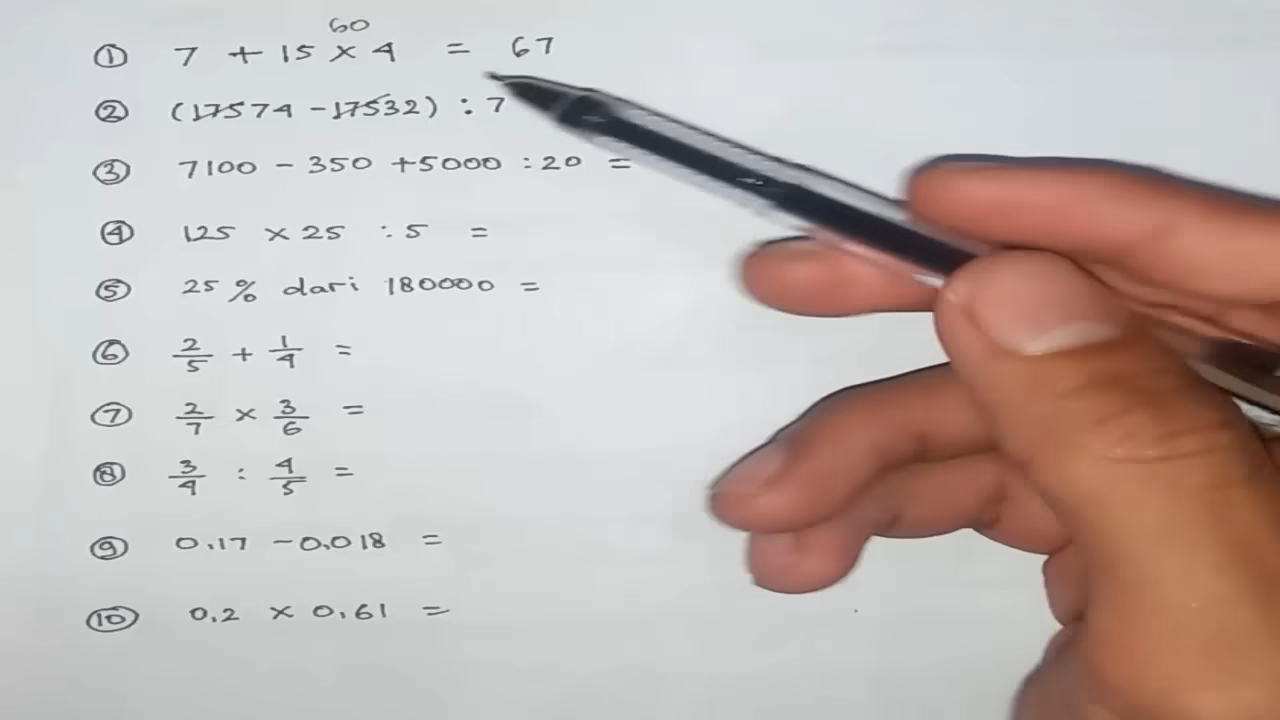 60
① 7 + 15 × 4 = 67
② (17574 - 17532) : 7
③ 7100 - 350 + 5000 : 20 =
④ 125 × 25 : 5 =
⑤ 25 % dari 180000 =
⑥ 2/5 + 1/4 =
⑦ 2/7 × 3/6 =
⑧ 3/4 : 4/5 =
⑨ 0,17 - 0,018 =
⑩ 0,2 × 0,61 =